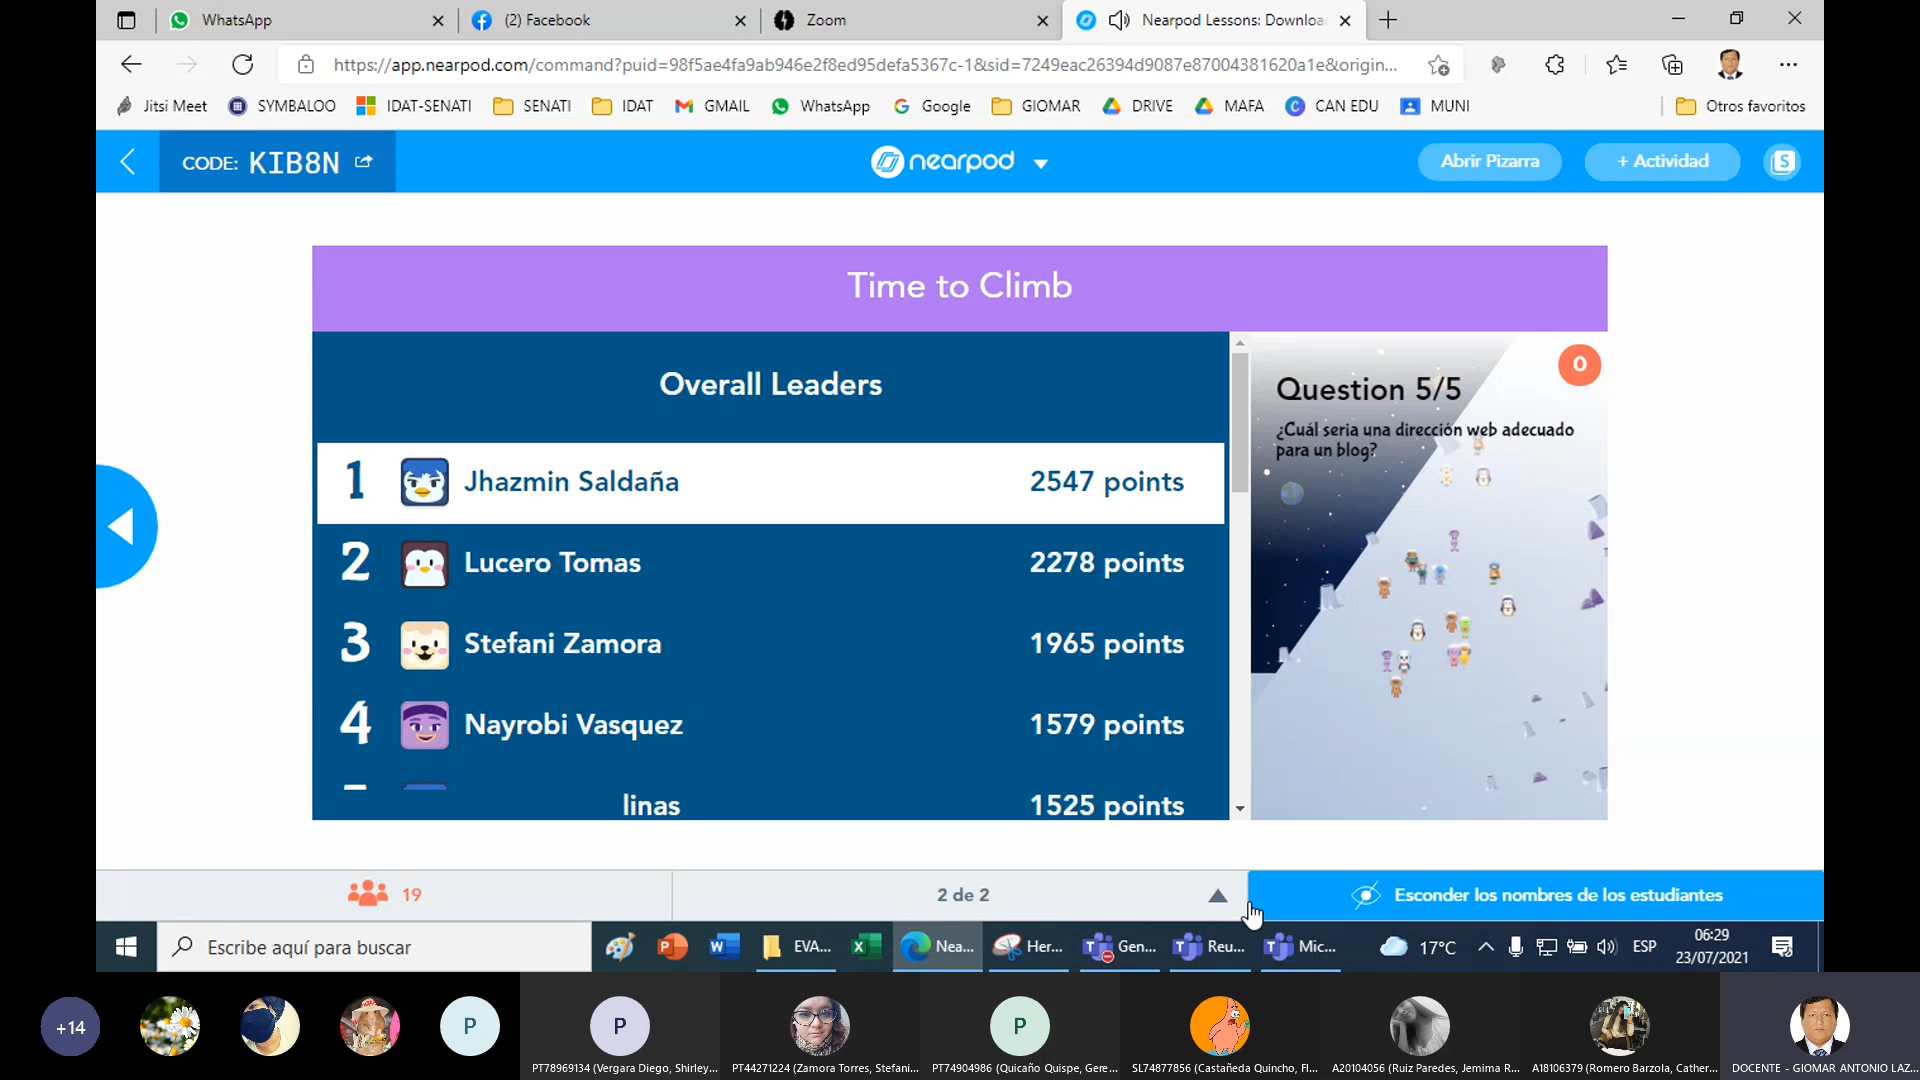 WhatsApp
(2) Facebook
Zoom
Nearpod Lessons: Downloa
https://app.nearpod.com/command?puid=98f5ae4fa9ab946e2f8ed95defa5367c-1&sid=7249eac26394d9087e87004381620a1e&origin...
Jitsi Meet SYMBALOO IDAT-SENATI SENATI IDAT GMAIL WhatsApp Google GIOMAR DRIVE MAFA CAN EDU MUNI Otros favoritos
CODE: KIB8N
nearpod
Abrir Pizarra
+ Actividad
S
Time to Climb
Overall Leaders
1 Jhazmin Saldaña 2547 points
2 Lucero Tomas 2278 points
3 Stefani Zamora 1965 points
4 Nayrobi Vasquez 1579 points
linas 1525 points
0
Question 5/5
¿Cuál seria una dirección web adecuado
para un blog?
19
2 de 2
Esconder los nombres de los estudiantes
Escribe aquí para buscar
EVA...
Nea...
Her...
Gen...
Reu...
Mic...
17°C
ESP
06:29
23/07/2021
+14
P
P
P
PT78969134 (Vergara Diego, Shirley...
PT44271224 (Zamora Torres, Stefani...
PT74904986 (Quicaño Quispe, Gere...
SL74877856 (Castañeda Quincho, Fl...
A20104056 (Ruiz Paredes, Jemima R...
A18106379 (Romero Barzola, Cather...
DOCENTE - GIOMAR ANTONIO LAZ...